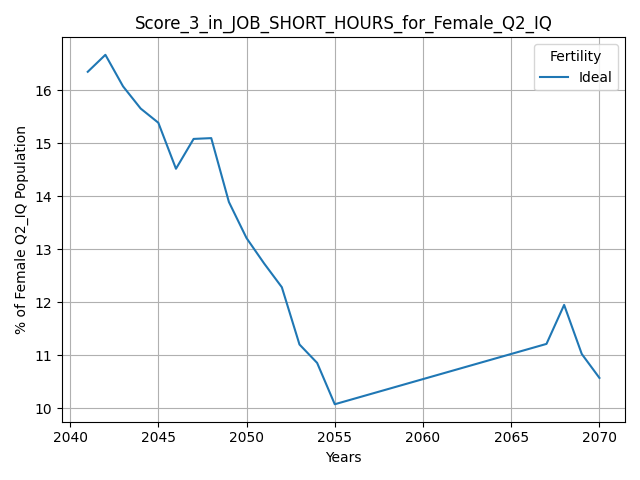 Score_3_in_JOB_SHORT_HOURS_for_Female_Q2_IQ
Fertility
Ideal
% of Female Q2_IQ Population
16
15
14
13
12
11
10
2040 2045 2050 2055 2060 2065 2070
Years